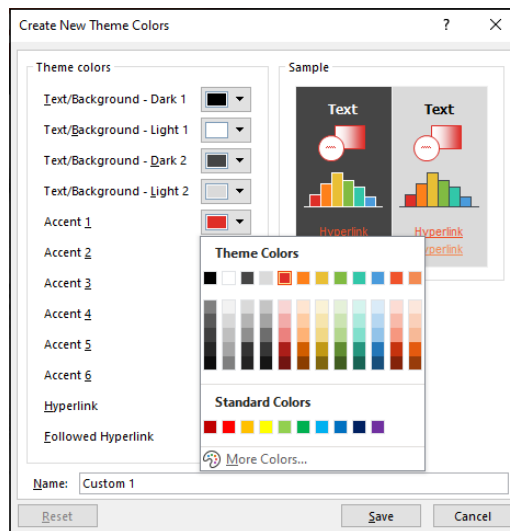 Create New Theme Colors
?
Theme colors
Sample
Text/Background - Dark 1
Text/Background - Light 1
Text/Background - Dark 2
Text/Background - Light 2
Accent 1
Accent 2
Accent 3
Accent 4
Accent 5
Accent 6
Hyperlink
Followed Hyperlink
Text
Text
Hyperlink
Hyperlink
Hyperlink
Theme Colors
Standard Colors
More Colors...
Name:
Custom 1
Reset
Save
Cancel